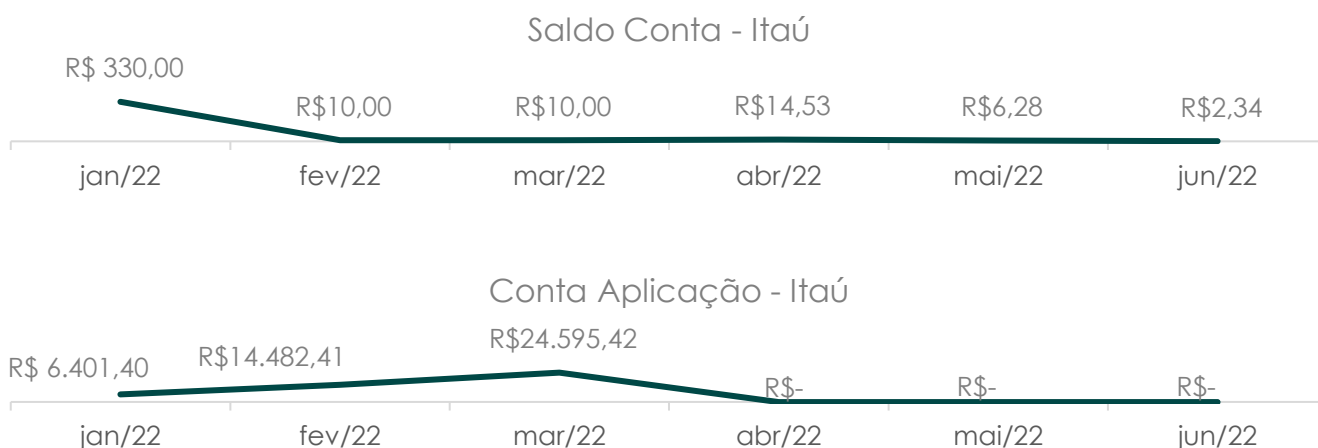 Saldo Conta - Itaú
R$ 330,00
R$10,00
R$10,00
R$14,53
R$6,28
R$2,34
jan/22
fev/22
mar/22
abr/22
mai/22
jun/22
Conta Aplicação - Itaú
R$ 6.401,40
R$14.482,41
R$24.595,42
R$-
R$-
R$-
jan/22
fev/22
mar/22
abr/22
mai/22
jun/22